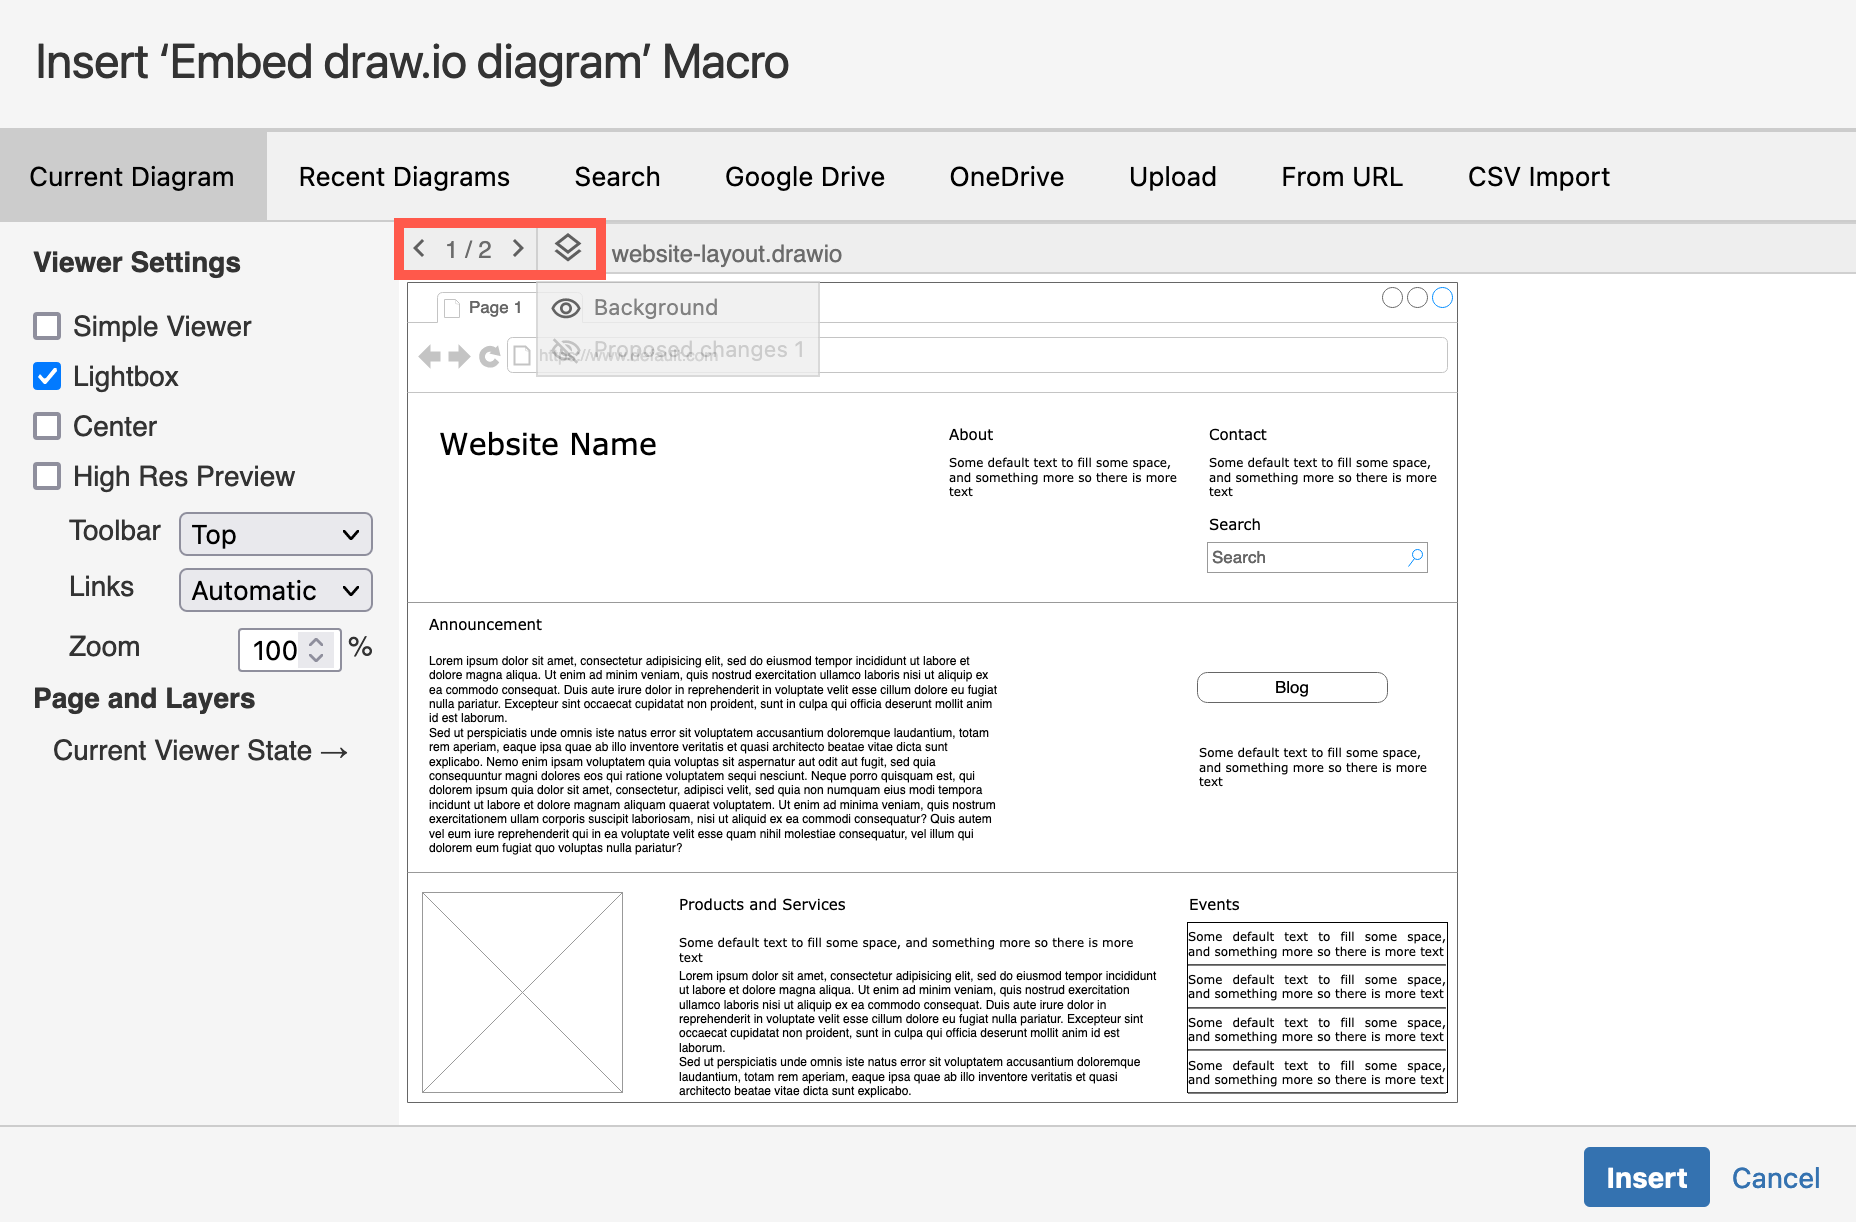 Insert ‘Embed draw.io diagram’ Macro
Current Diagram
Recent Diagrams
Search
Google Drive
OneDrive
Upload
From URL
CSV Import
Viewer Settings
Simple Viewer
Lightbox
Center
High Res Preview
Toolbar Top
Links Automatic
Zoom 100 %
Page and Layers
Current Viewer State →
1 / 2
website-layout.drawio
Page 1
Background
Proposed changes 1
https://www.default.com
Website Name
About
Some default text to fill some space,
and something more so there is more
text
Contact
Some default text to fill some space,
and something more so there is more
text
Search
Search
Announcement
Lorem ipsum dolor sit amet, consectetur adipisicing elit, sed do eiusmod tempor incididunt ut labore et
dolore magna aliqua. Ut enim ad minim veniam, quis nostrud exercitation ullamco laboris nisi ut aliquip ex
ea commodo consequat. Duis aute irure dolor in reprehenderit in voluptate velit esse cillum dolore eu fugiat
nulla pariatur. Excepteur sint occaecat cupidatat non proident, sunt in culpa qui officia deserunt mollit anim
id est laborum.
Sed ut perspiciatis unde omnis iste natus error sit voluptatem accusantium doloremque laudantium, totam
rem aperiam, eaque ipsa quae ab illo inventore veritatis et quasi architecto beatae vitae dicta sunt
explicabo. Nemo enim ipsam voluptatem quia voluptas sit aspernatur aut odit aut fugit, sed quia
consequuntur magni dolores eos qui ratione voluptatem sequi nesciunt. Neque porro quisquam est, qui
dolorem ipsum quia dolor sit amet, consectetur, adipisci velit, sed quia non numquam eius modi tempora
incidunt ut labore et dolore magnam aliquam quaerat voluptatem. Ut enim ad minima veniam, quis nostrum
exercitationem ullam corporis suscipit laboriosam, nisi ut aliquid ex ea commodi consequatur? Quis autem
vel eum iure reprehenderit qui in ea voluptate velit esse quam nihil molestiae consequatur, vel illum qui
dolorem eum fugiat quo voluptas nulla pariatur?
Blog
Some default text to fill some space,
and something more so there is more
text
Products and Services
Some default text to fill some space, and something more so there is more
text
Lorem ipsum dolor sit amet, consectetur adipisicing elit, sed do eiusmod tempor incididunt
ut labore et dolore magna aliqua. Ut enim ad minim veniam, quis nostrud exercitation
ullamco laboris nisi ut aliquip ex ea commodo consequat. Duis aute irure dolor in
reprehenderit in voluptate velit esse cillum dolore eu fugiat nulla pariatur. Excepteur sint
occaecat cupidatat non proident, sunt in culpa qui officia deserunt mollit anim id est
laborum.
Sed ut perspiciatis unde omnis iste natus error sit voluptatem accusantium doloremque
laudantium, totam rem aperiam, eaque ipsa quae ab illo inventore veritatis et quasi
architecto beatae vitae dicta sunt explicabo.
Events
Some default text to fill some space,
and something more so there is more text
Some default text to fill some space,
and something more so there is more text
Some default text to fill some space,
and something more so there is more text
Some default text to fill some space,
and something more so there is more text
Insert
Cancel